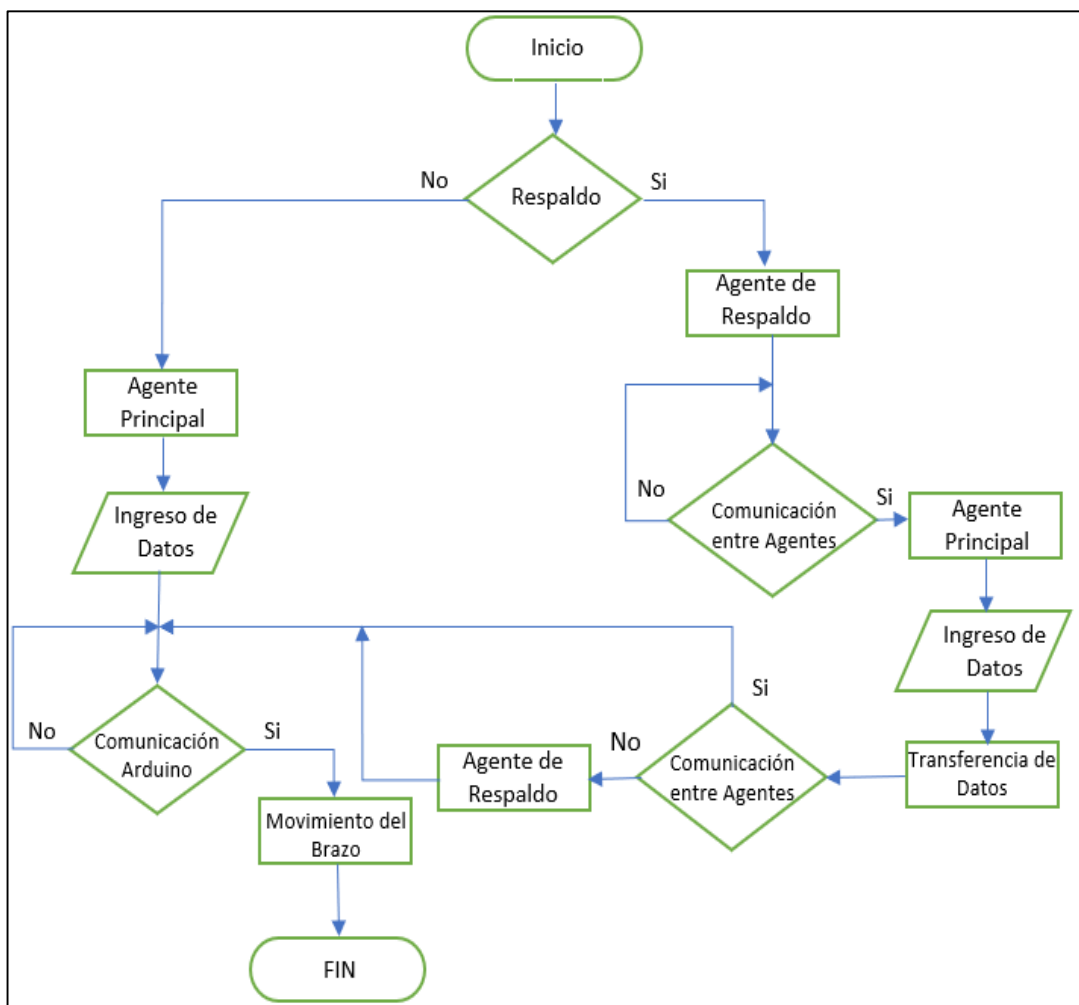 Inicio
No
Si
Respaldo
Agente de
Respaldo
Agente
Principal
No
Si
Comunicación
entre Agentes
Agente
Principal
Ingreso de
Datos
Ingreso de
Datos
Si
No
Si
No
Comunicación
Arduino
Agente de
Respaldo
Comunicación
entre Agentes
Transferencia de
Datos
Movimiento del
Brazo
FIN